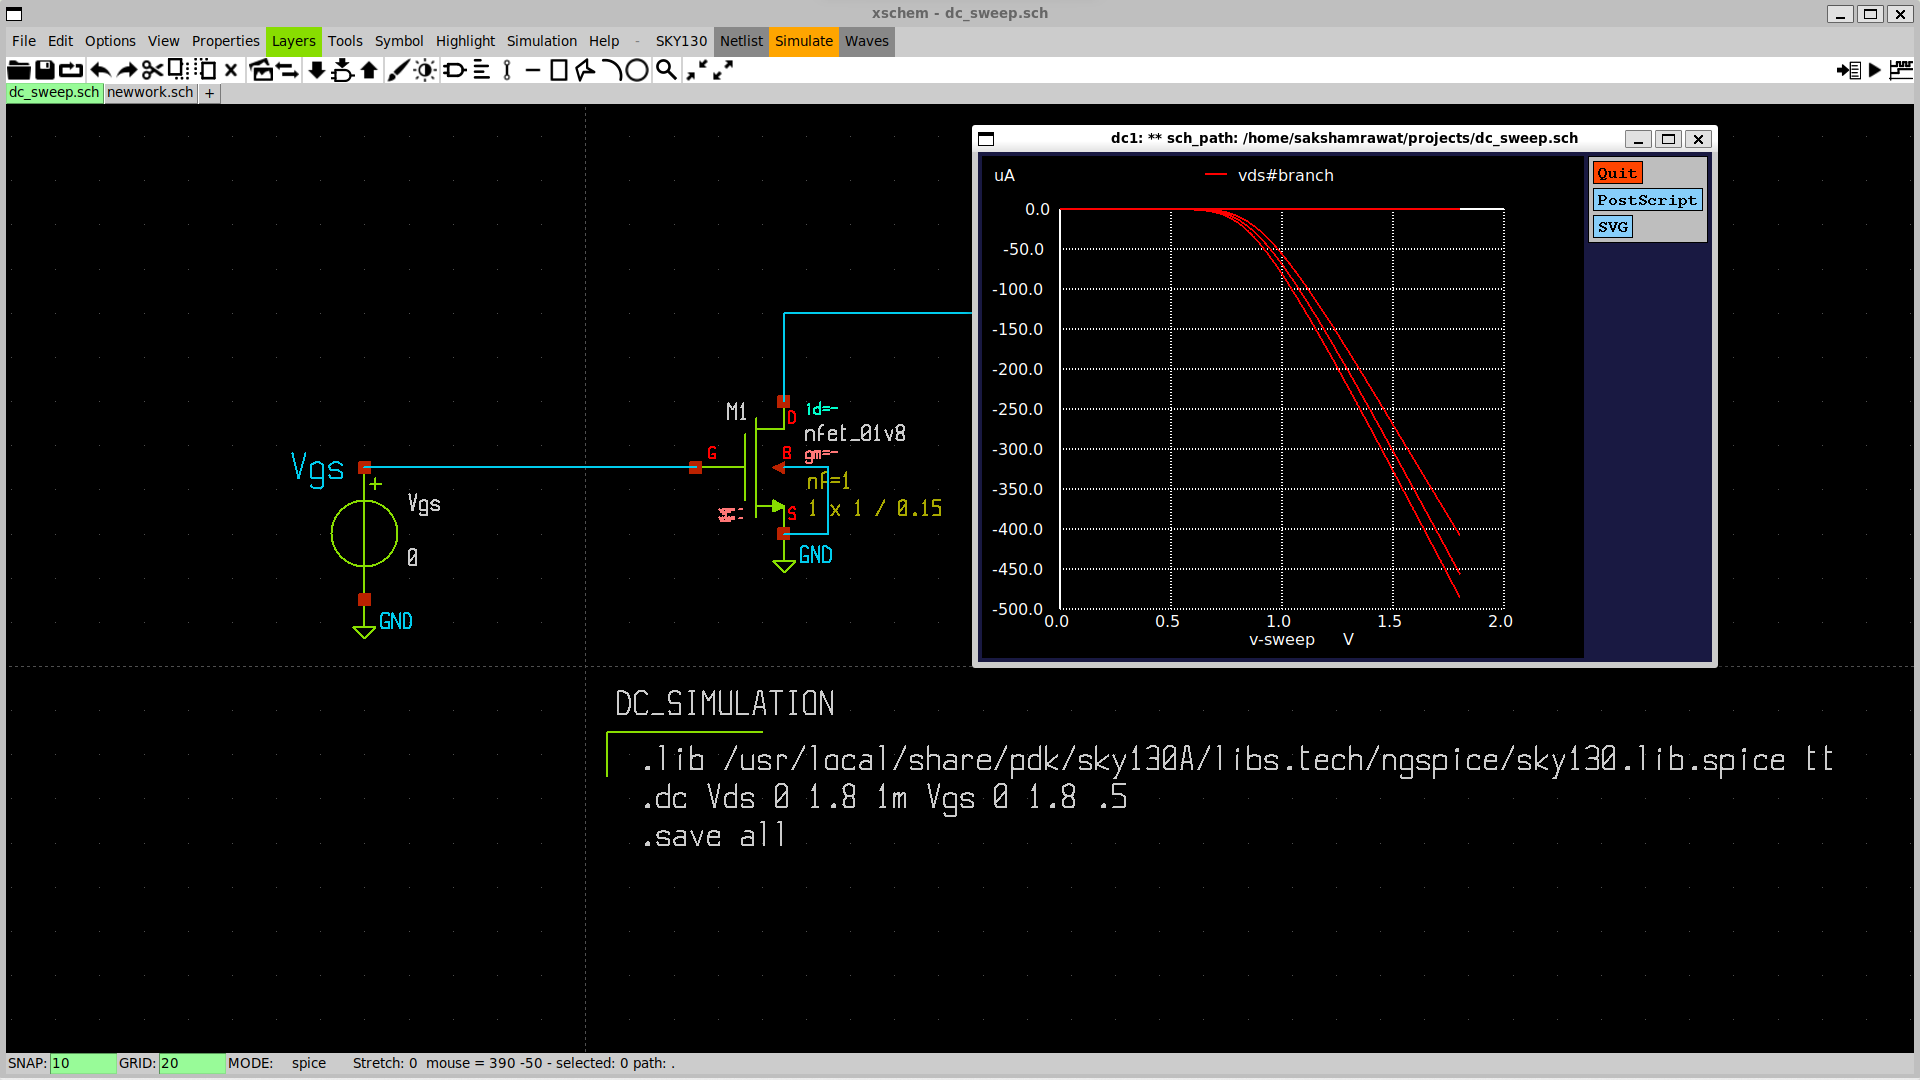 xschem - dc_sweep.sch
File Edit Options View Properties Layers Tools Symbol Highlight Simulation Help - SKY130 Netlist Simulate Waves
dc_sweep.sch newwork.sch +
dc1: ** sch_path: /home/sakshamrawat/projects/dc_sweep.sch
uA vds#branch
Quit
PostScript
SVG
0.0
-50.0
-100.0
-150.0
-200.0
-250.0
-300.0
-350.0
-400.0
-450.0
-500.0
0.0 0.5 1.0 1.5 2.0
v-sweep V
M1
D
id=-
nfet_01v8
G
B
gm=-
nf=1
S
1 x 1 / 0.15
GND
Vgs
+
Vgs
0
GND
DC_SIMULATION
.lib /usr/local/share/pdk/sky130A/libs.tech/ngspice/sky130.lib.spice tt
.dc Vds 0 1.8 1m Vgs 0 1.8 .5
.save all
SNAP: 10 GRID: 20 MODE: spice Stretch: 0 mouse = 390 -50 - selected: 0 path: .